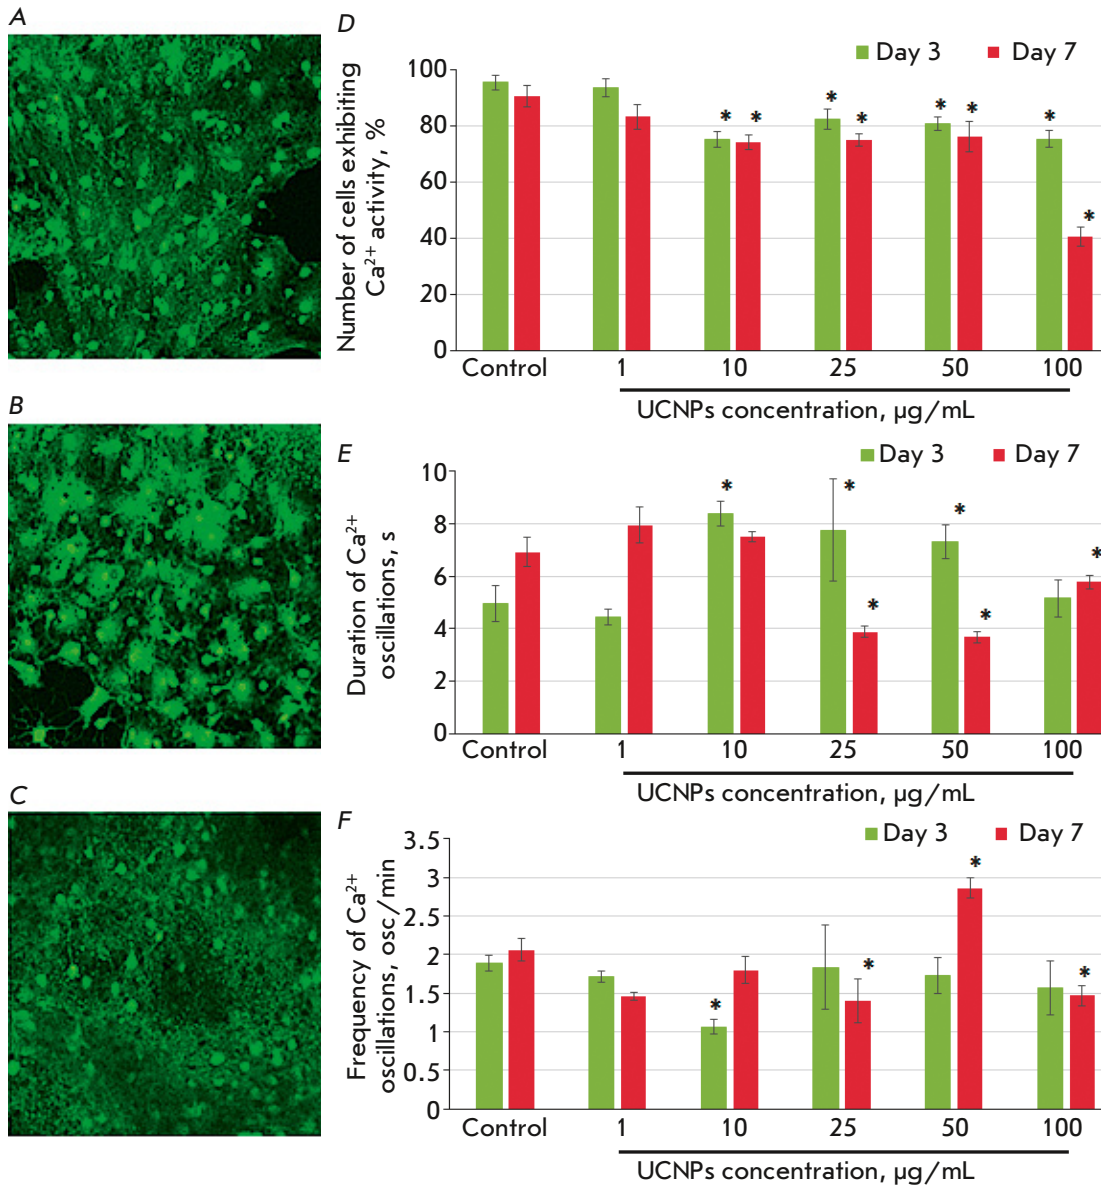 A
B
C
D
Day 3 Day 7
Number of cells exhibiting
Ca²⁺ activity, %
100
80
60
40
20
0
* * * * * * * *
Control 1 10 25 50 100
UCNPs concentration, µg/mL
E
Day 3 Day 7
Duration of Ca²⁺
oscillations, s
10
8
6
4
2
0
* * * * * *
Control 1 10 25 50 100
UCNPs concentration, µg/mL
F
Day 3 Day 7
Frequency of Ca²⁺
oscillations, osc/min
3.5
3
2.5
2
1.5
1
0.5
0
* * * *
Control 1 10 25 50 100
UCNPs concentration, µg/mL